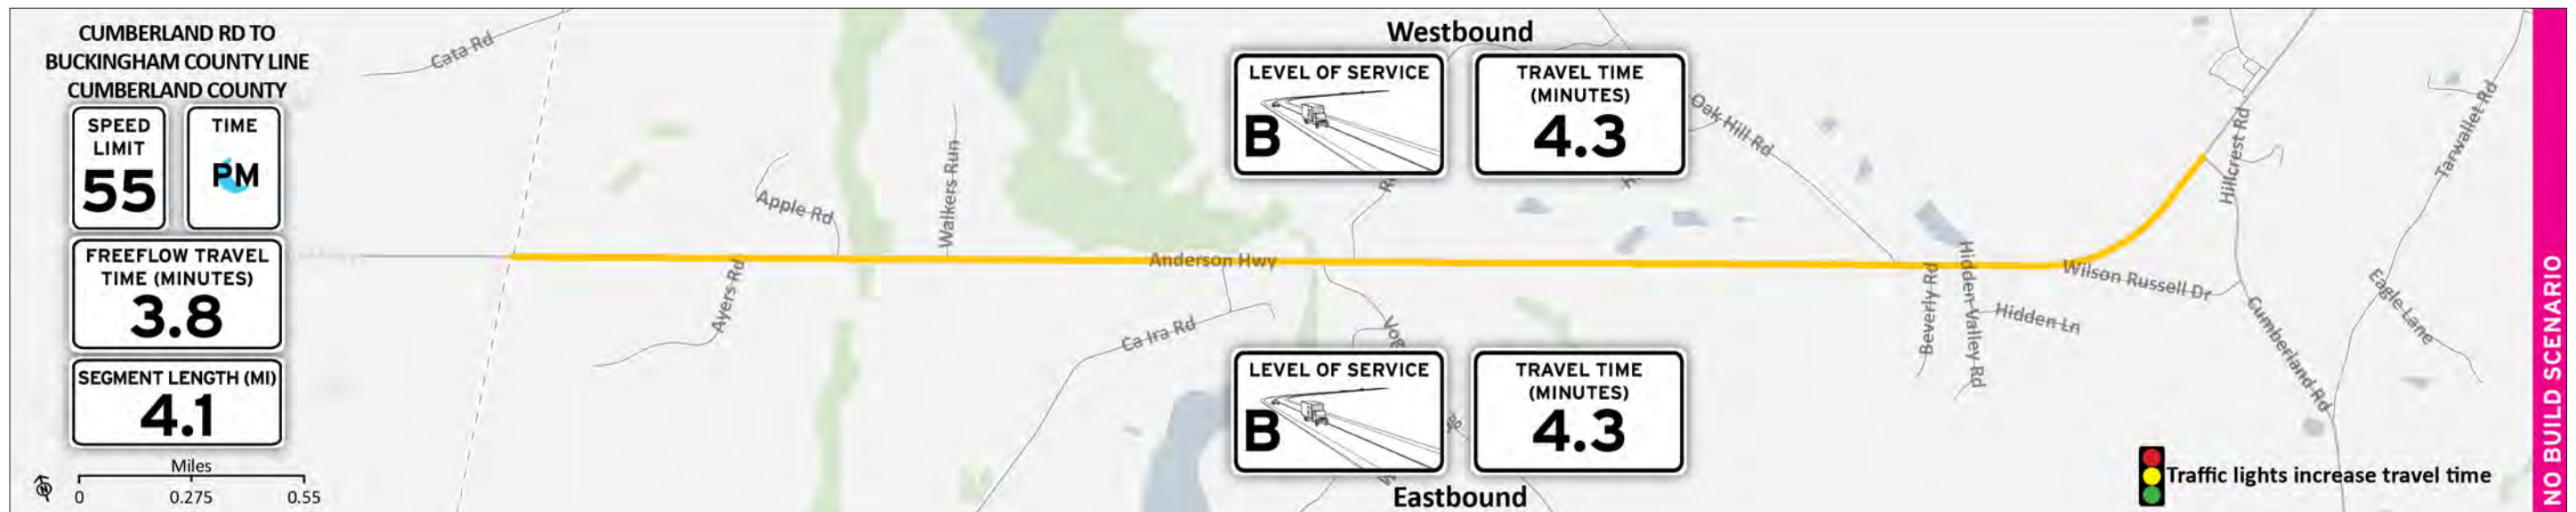 CUMBERLAND RD TO
BUCKINGHAM COUNTY LINE
CUMBERLAND COUNTY
SPEED
LIMIT
55
TIME
PM
FREEFLOW TRAVEL
TIME (MINUTES)
3.8
SEGMENT LENGTH (MI)
4.1
Miles
0 0.275 0.55
Cata Rd
Apple Rd
Walkers Run
Ayers Rd
Anderson Hwy
Ca Ira Rd
Westbound
LEVEL OF SERVICE
B
TRAVEL TIME
(MINUTES)
4.3
LEVEL OF SERVICE
B
TRAVEL TIME
(MINUTES)
4.3
Eastbound
Oak Hill Rd
Beverly Rd
Hidden Valley Rd
Hidden Ln
Wilson Russell Dr
Hillcrest Rd
Cumberland Rd
Tarwallet Rd
Eagle Lane
Traffic lights increase travel time
NO BUILD SCENARIO